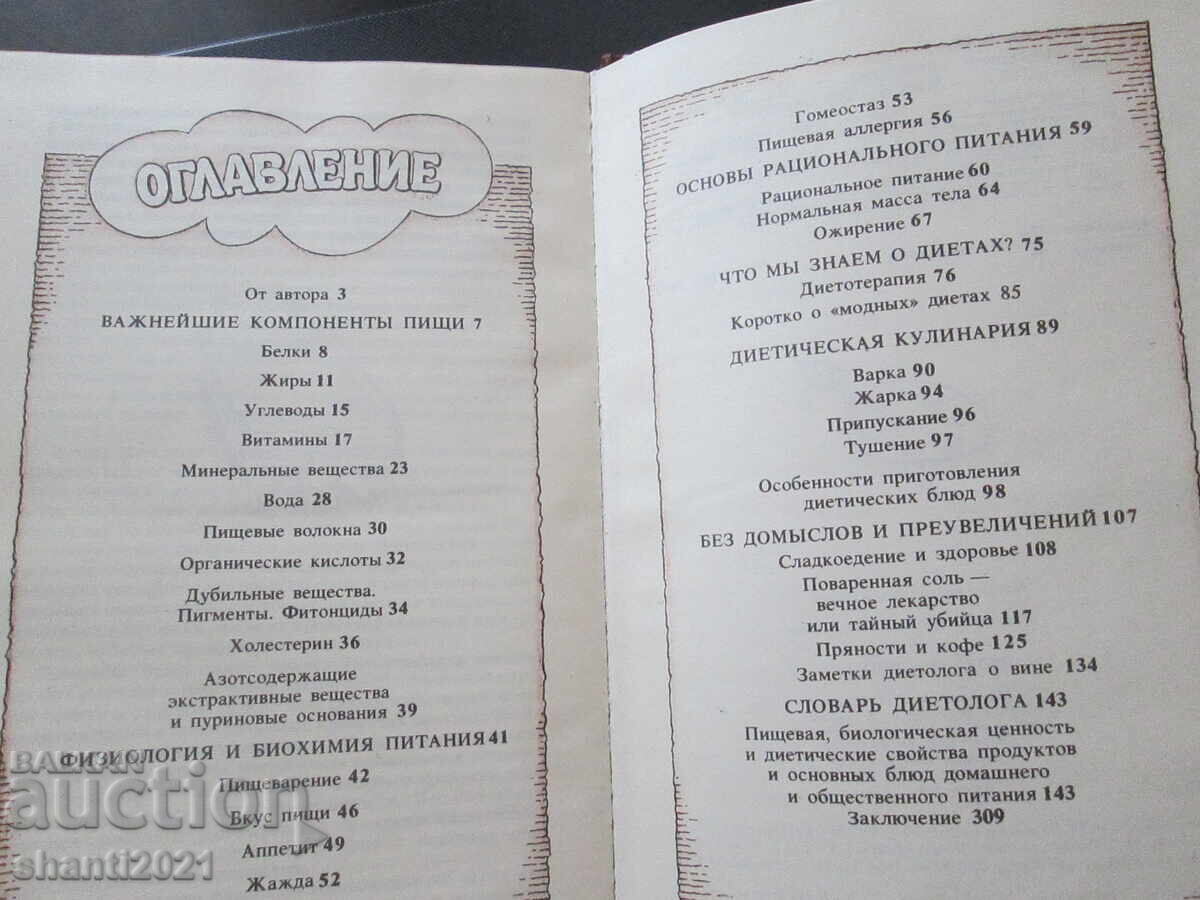 ОГЛАВЛЕНИЕ
От автора 3
ВАЖНЕЙШИЕ КОМПОНЕНТЫ ПИЩИ 7
Белки 8
Жиры 11
Углеводы 15
Витамины 17
Минеральные вещества 23
Вода 28
Пищевые волокна 30
Органические кислоты 32
Дубильные вещества.
Пигменты. Фитонциды 34
Холестерин 36
Азотсодержащие
экстрактивные вещества
и пуриновые основания 39
ФИЗИОЛОГИЯ И БИОХИМИЯ ПИТАНИЯ 41
Пищеварение 42
Вкус пищи 46
Аппетит 49
Жажда 52
Гомеостаз 53
Пищевая аллергия 56
ОСНОВЫ РАЦИОНАЛЬНОГО ПИТАНИЯ 59
Рациональное питание 60
Нормальная масса тела 64
Ожирение 67
ЧТО МЫ ЗНАЕМ О ДИЕТАХ? 75
Диетотерапия 76
Коротко о «модных» диетах 85
ДИЕТИЧЕСКАЯ КУЛИНАРИЯ 89
Варка 90
Жарка 94
Припускание 96
Тушение 97
Особенности приготовления
диетических блюд 98
БЕЗ ДОМЫСЛОВ И ПРЕУВЕЛИЧЕНИЙ 107
Сладкоедение и здоровье 108
Поваренная соль —
вечное лекарство
или тайный убийца 117
Пряности и кофе 125
Заметки диетолога о вине 134
СЛОВАРЬ ДИЕТОЛОГА 143
Пищевая, биологическая ценность
и диетические свойства продуктов
и основных блюд домашнего
и общественного питания 143
Заключение 309
BALKAN
auction
shanti2021